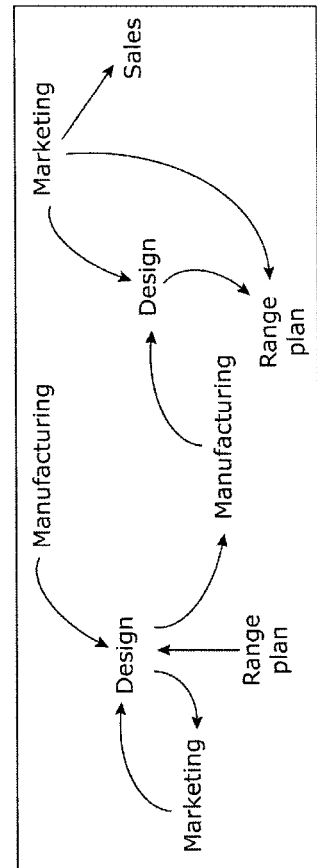 Manufacturing
Marketing
Sales
Design
Design
Marketing
Manufacturing
Range
plan
Range
plan